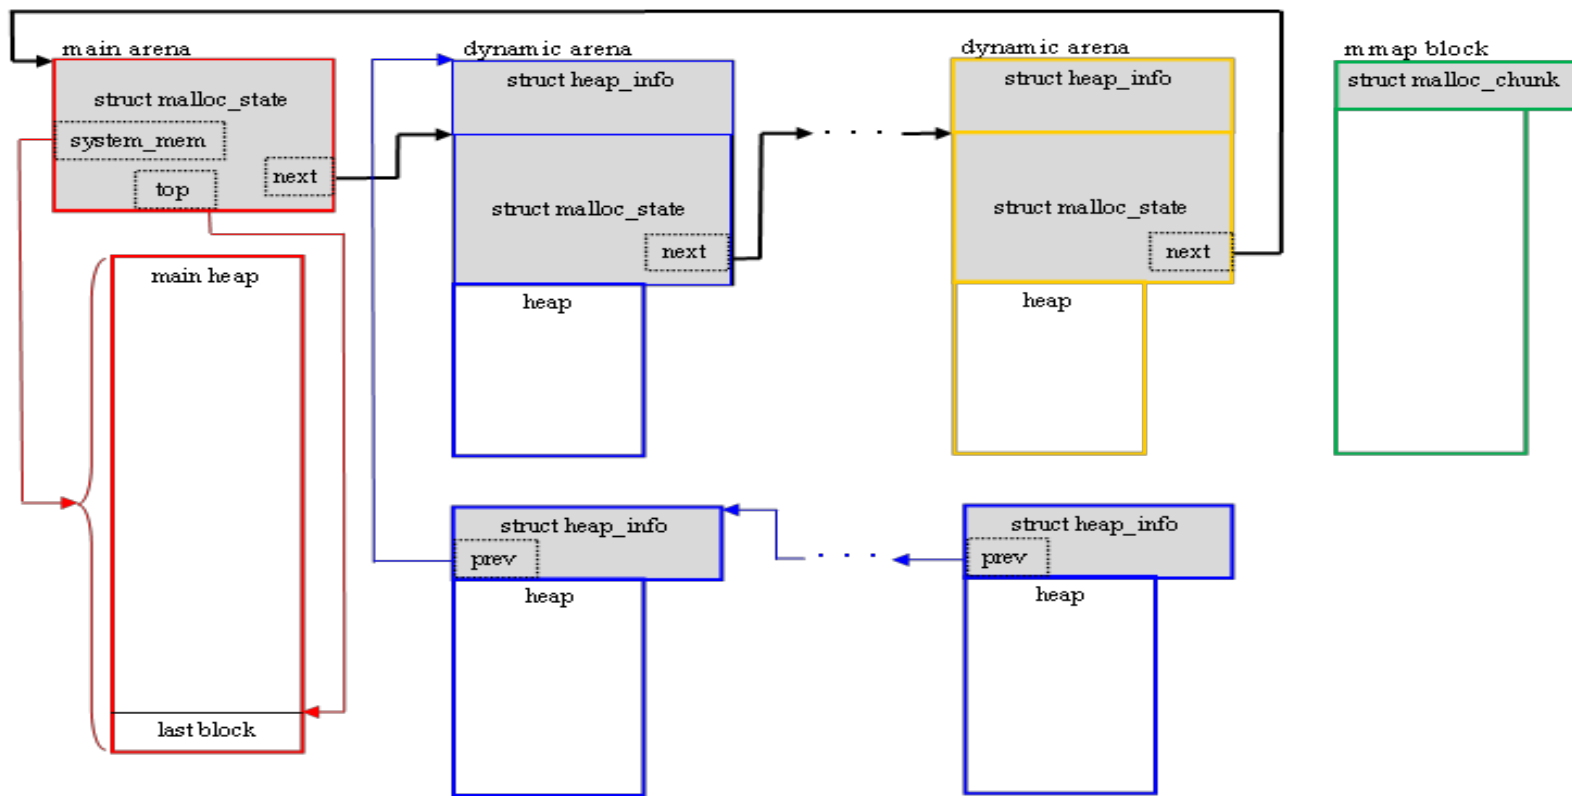 main arena
struct malloc_state
system_mem
next
top
main heap
last block
dynamic arena
struct heap_info
struct malloc_state
next
heap
dynamic arena
struct heap_info
struct malloc_state
next
heap
mmap block
struct malloc_chunk
struct heap_info
prev
heap
struct heap_info
prev
heap